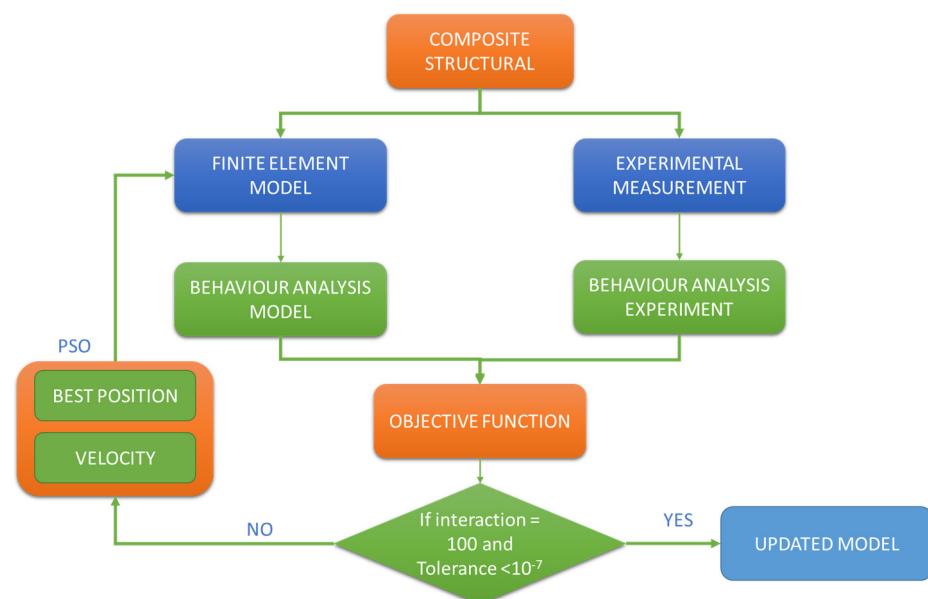 COMPOSITE
STRUCTURAL
FINITE ELEMENT
MODEL
EXPERIMENTAL
MEASUREMENT
BEHAVIOUR ANALYSIS
MODEL
BEHAVIOUR ANALYSIS
EXPERIMENT
PSO
BEST POSITION
VELOCITY
OBJECTIVE FUNCTION
If interaction =
100 and
Tolerance <10⁻⁷
NO
YES
UPDATED MODEL